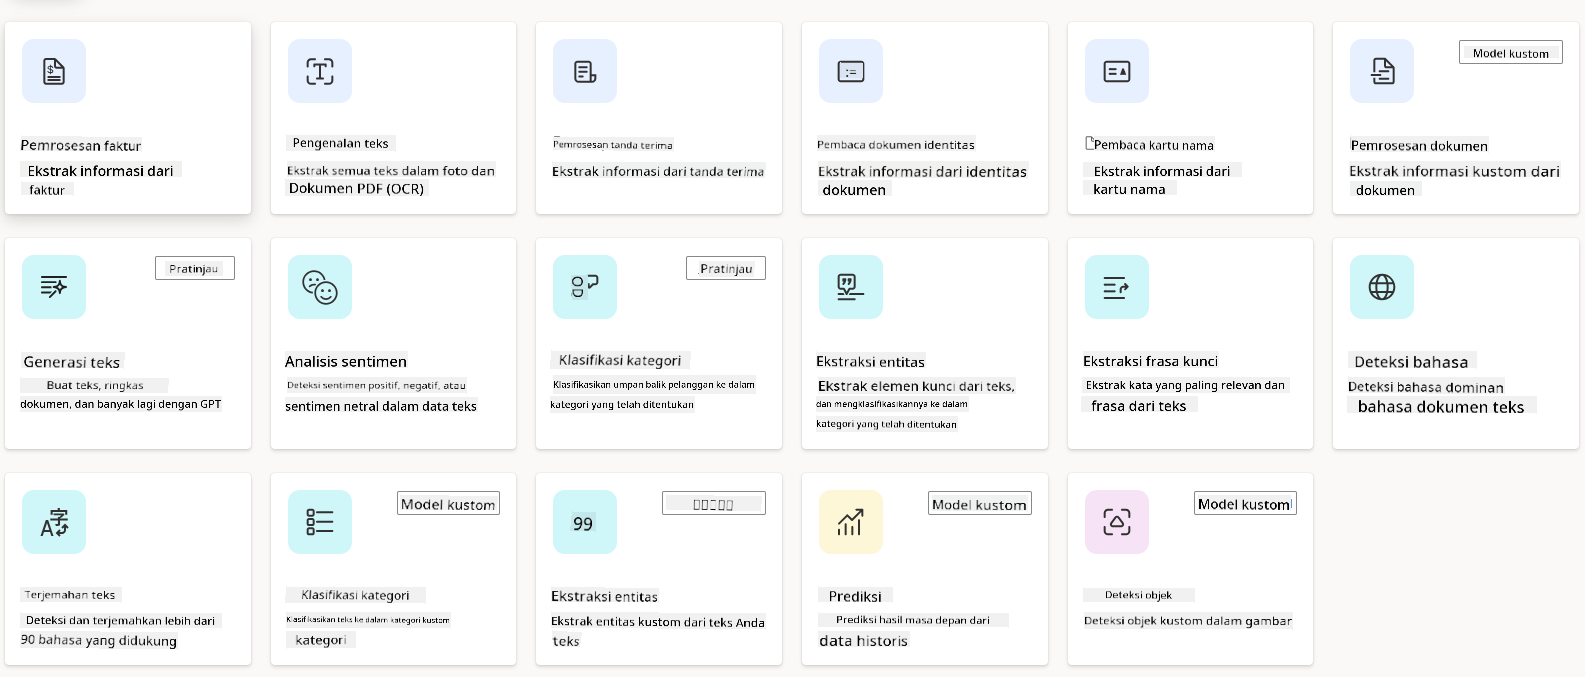 Pemrosesan faktur
Ekstrak informasi dari
faktur
Pengenalan teks
Ekstrak semua teks dalam foto dan
Dokumen PDF (OCR)
Pemrosesan tanda terima
Ekstrak informasi dari tanda terima
Pembaca dokumen identitas
Ekstrak informasi dari identitas
dokumen
Pembaca kartu nama
Ekstrak informasi dari
kartu nama
Model kustom
Pemrosesan dokumen
Ekstrak informasi kustom dari
dokumen
Pratinjau
Generasi teks
Buat teks, ringkas
dokumen, dan banyak lagi dengan GPT
Analisis sentimen
Deteksi sentimen positif, negatif, atau
sentimen netral dalam data teks
Pratinjau
Klasifikasi kategori
Klasifikasikan umpan balik pelanggan ke dalam
kategori yang telah ditentukan
Ekstraksi entitas
Ekstrak elemen kunci dari teks,
dan mengklasifikasikannya ke dalam
kategori yang telah ditentukan
Ekstraksi frasa kunci
Ekstrak kata yang paling relevan dan
frasa dari teks
Deteksi bahasa
Deteksi bahasa dominan
bahasa dokumen teks
Terjemahan teks
Deteksi dan terjemahkan lebih dari
90 bahasa yang didukung
Model kustom
Klasifikasi kategori
Klasifikasikan teks ke dalam kategori kustom
kategori
99
Ekstraksi entitas
Ekstrak entitas kustom dari teks Anda
teks
Model kustom
Prediksi
Prediksi hasil masa depan dari
data historis
Model kustom
Deteksi objek
Deteksi objek kustom dalam gambar